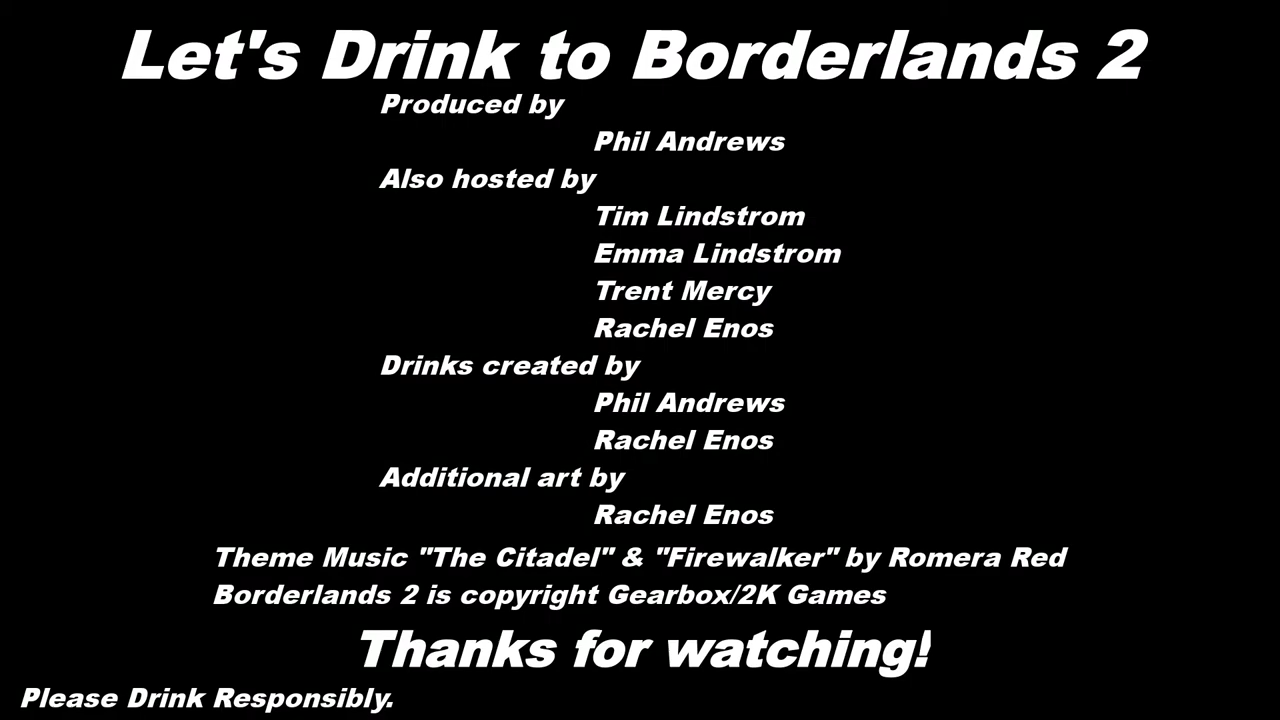 Let's Drink to Borderlands 2
Produced by
Phil Andrews
Also hosted by
Tim Lindstrom
Emma Lindstrom
Trent Mercy
Rachel Enos
Drinks created by
Phil Andrews
Rachel Enos
Additional art by
Rachel Enos
Theme Music "The Citadel" & "Firewalker" by Romera Red
Borderlands 2 is copyright Gearbox/2K Games
Thanks for watching!
Please Drink Responsibly.